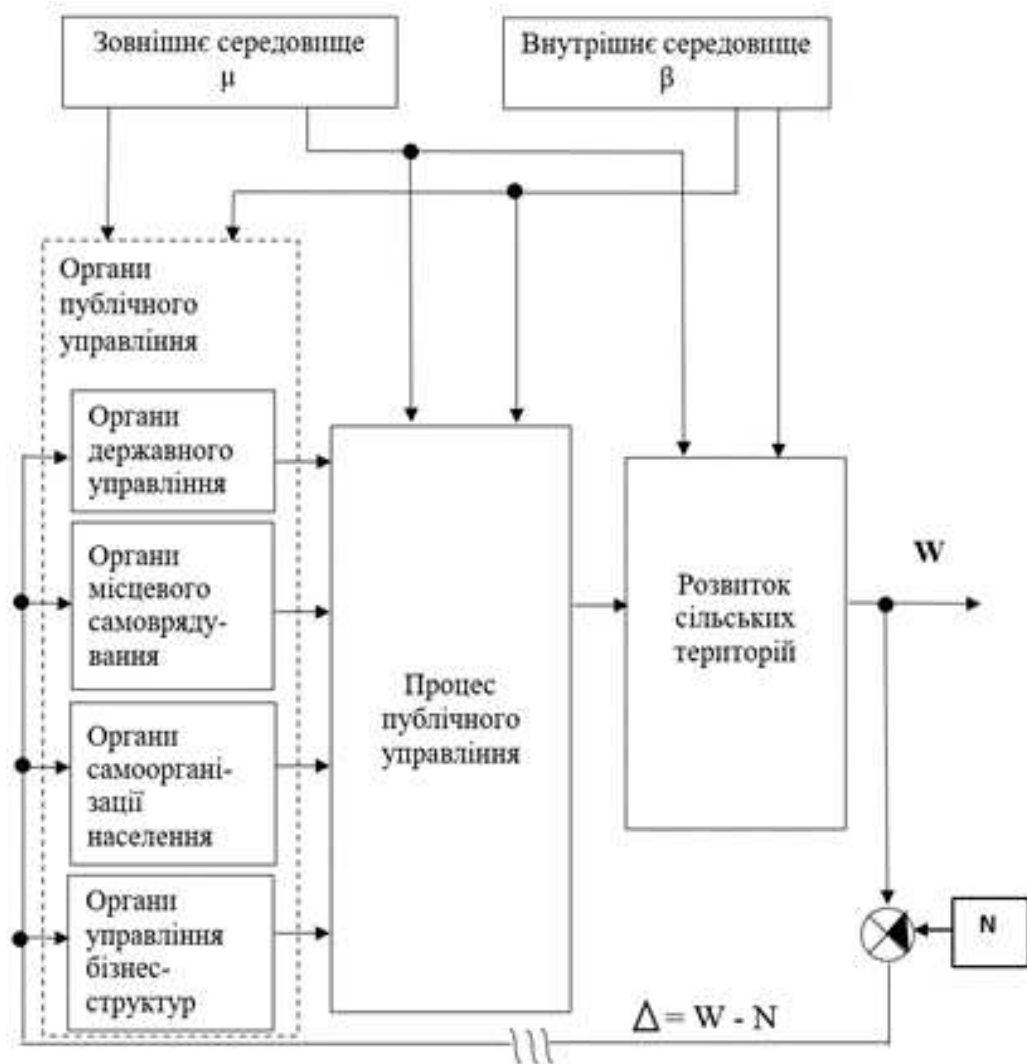 Зовнішнє середовище
μ
Внутрішнє середовище
β
Органи
публічного
управління
Органи
державного
управління
Органи
місцевого
самовряду-
вання
Органи
самооргані-
зації
населення
Органи
управління
бізнес-
структур
Процес
публічного
управління
Розвиток
сільських
територій
W
N
Δ = W - N